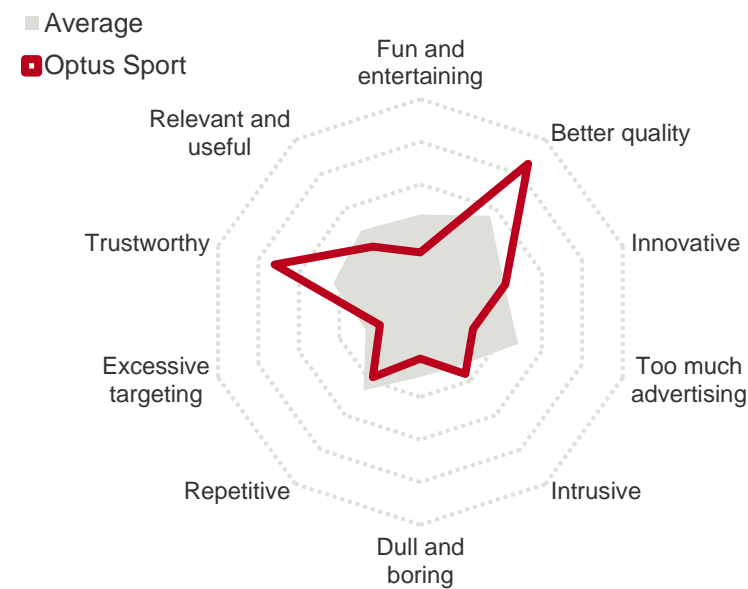 Average
Optus Sport
Fun and
entertaining
Better quality
Innovative
Too much
advertising
Intrusive
Dull and
boring
Repetitive
Excessive
targeting
Trustworthy
Relevant and
useful